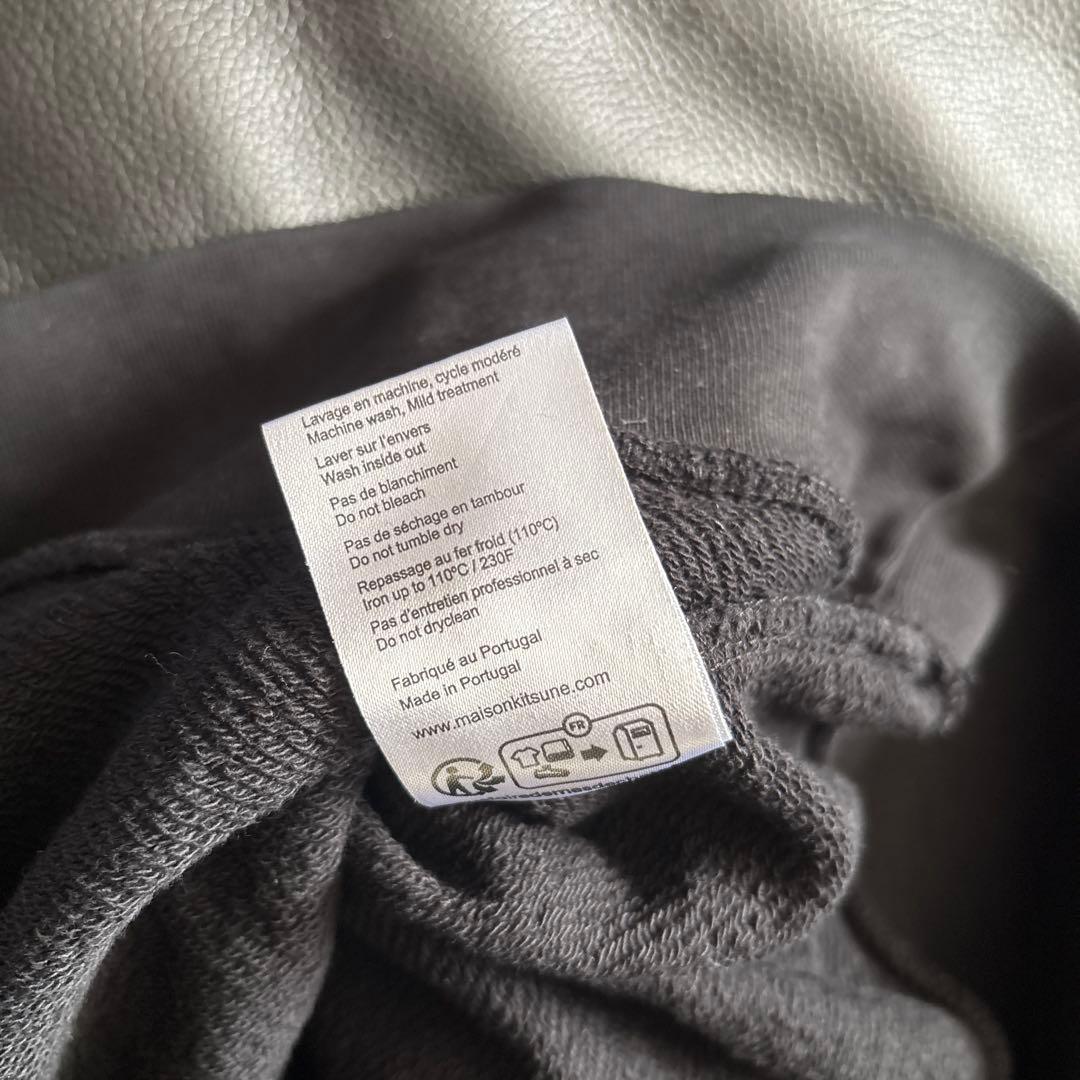 Lavage en machine, cycle modéré
Machine wash, Mild treatment
Laver sur l'envers
Wash inside out
Pas de blanchiment
Do not bleach
Pas de séchage en tambour
Do not tumble dry
Repassage au fer froid (110ºC)
Iron up to 110ºC / 230F
Pas d'entretien professionnel à sec
Do not dryclean
Fabriqué au Portugal
Made in Portugal
www.maisonkitsune.com
FR